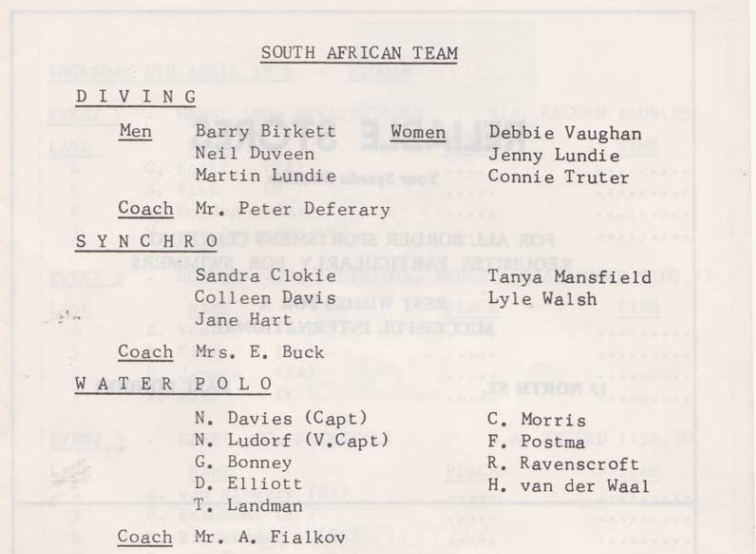 SOUTH AFRICAN TEAM
D I V I N G
Men Barry Birkett Women Debbie Vaughan
Neil Duveen Jenny Lundie
Martin Lundie Connie Truter
Coach Mr. Peter Deferary
S Y N C H R O
Sandra Clokie Tanya Mansfield
Colleen Davis Lyle Walsh
Jane Hart
Coach Mrs. E. Buck
W A T E R P O L O
N. Davies (Capt) C. Morris
N. Ludorf (V.Capt) F. Postma
G. Bonney R. Ravenscroft
D. Elliott H. van der Waal
T. Landman
Coach Mr. A. Fialkov